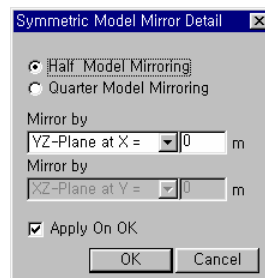 Symmetric Model Mirror Detail
Half Model Mirroring
Quarter Model Mirroring
Mirror by
YZ-Plane at X = 0 m
Mirror by
XZ-Plane at Y = 0 m
Apply On OK
OK Cancel